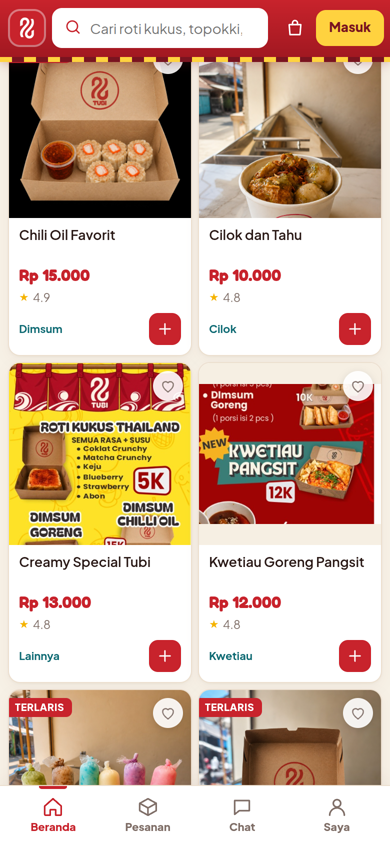 Cari roti kukus, topokki,
Masuk
TUBI
Chili Oil Favorit
Rp 15.000
★ 4.9
Dimsum
Cilok dan Tahu
Rp 10.000
★ 4.8
Cilok
TUBI
ROTI KUKUS THAILAND
SEMUA RASA + SUSU
• Coklat Crunchy
• Matcha Crunchy
• Keju
• Blueberry
• Strawberry
• Abon
5K
DIMSUM
GORENG
DIMSUM
CHILLI OIL
15K
Creamy Special Tubi
Rp 13.000
★ 4.8
Lainnya
• Dimsum
Goreng
(1 porsi isi 2 pcs)
10K
NEW
KWETIAU
PANGSIT
12K
Kwetiau Goreng Pangsit
Rp 12.000
★ 4.8
Kwetiau
TERLARIS
TERLARIS
Beranda
Pesanan
Chat
Saya